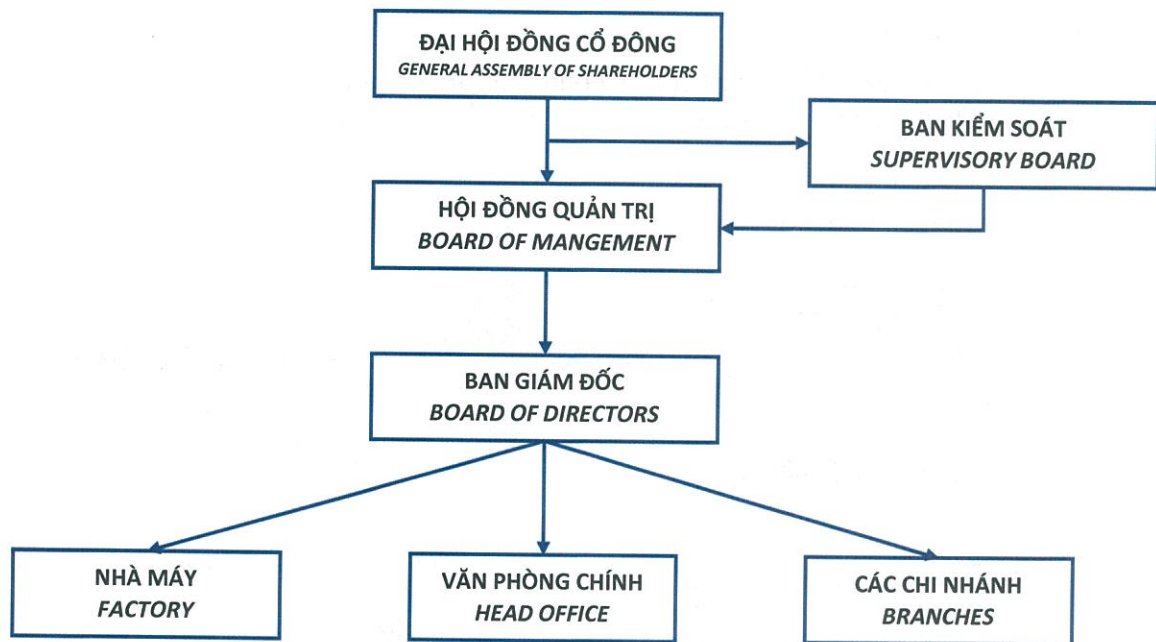 ĐẠI HỘI ĐỒNG CỔ ĐÔNG
GENERAL ASSEMBLY OF SHAREHOLDERS
BAN KIỂM SOÁT
SUPERVISORY BOARD
HỘI ĐỒNG QUẢN TRỊ
BOARD OF MANGEMENT
BAN GIÁM ĐỐC
BOARD OF DIRECTORS
NHÀ MÁY
FACTORY
VĂN PHÒNG CHÍNH
HEAD OFFICE
CÁC CHI NHÁNH
BRANCHES